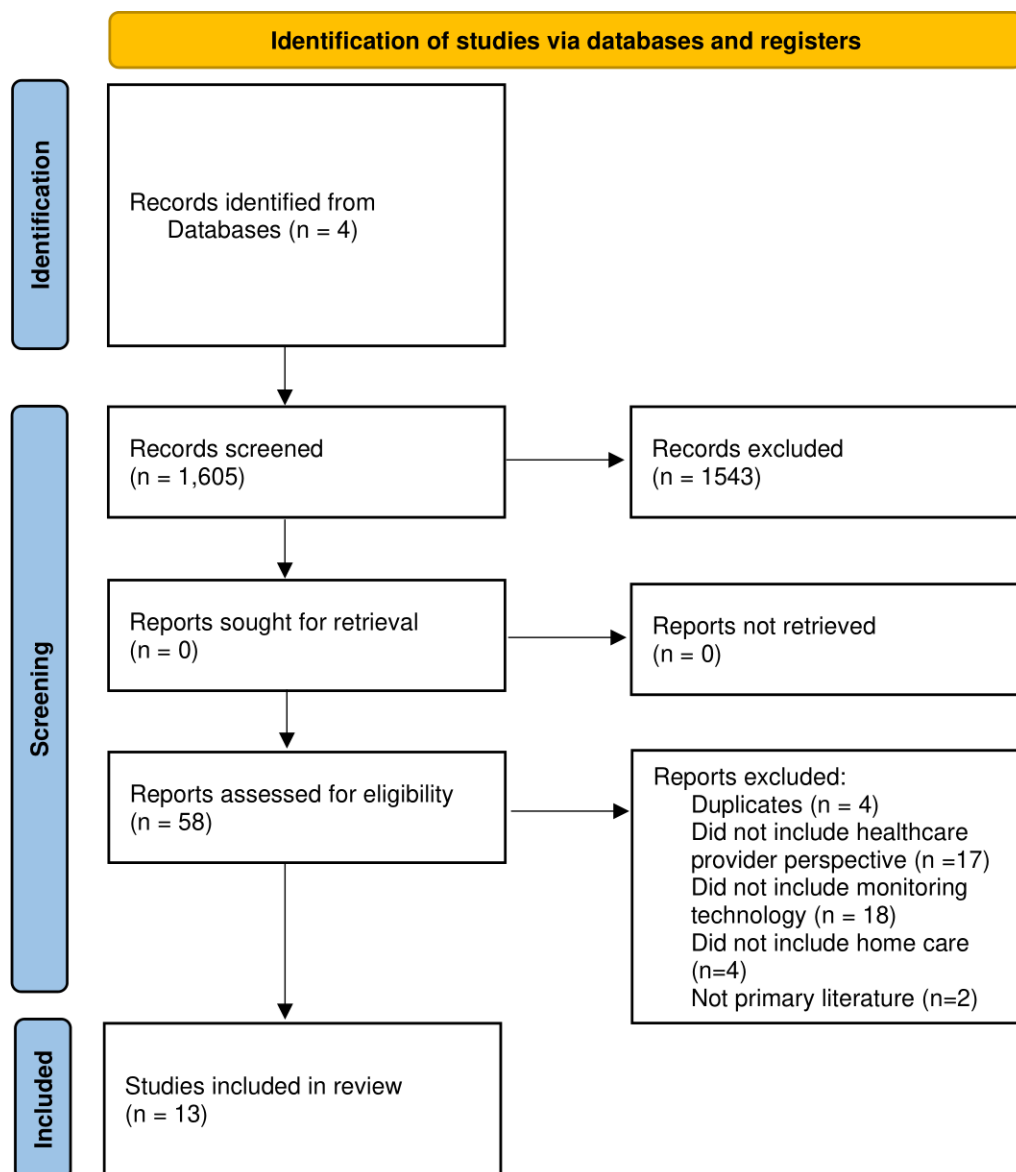 Identification of studies via databases and registers
Identification
Records identified from
Databases (n = 4)
Screening
Records screened
(n = 1,605)
Records excluded
(n = 1543)
Reports sought for retrieval
(n = 0)
Reports not retrieved
(n = 0)
Reports assessed for eligibility
(n = 58)
Reports excluded:
Duplicates (n = 4)
Did not include healthcare
provider perspective (n =17)
Did not include monitoring
technology (n = 18)
Did not include home care
(n=4)
Not primary literature (n=2)
Included
Studies included in review
(n = 13)